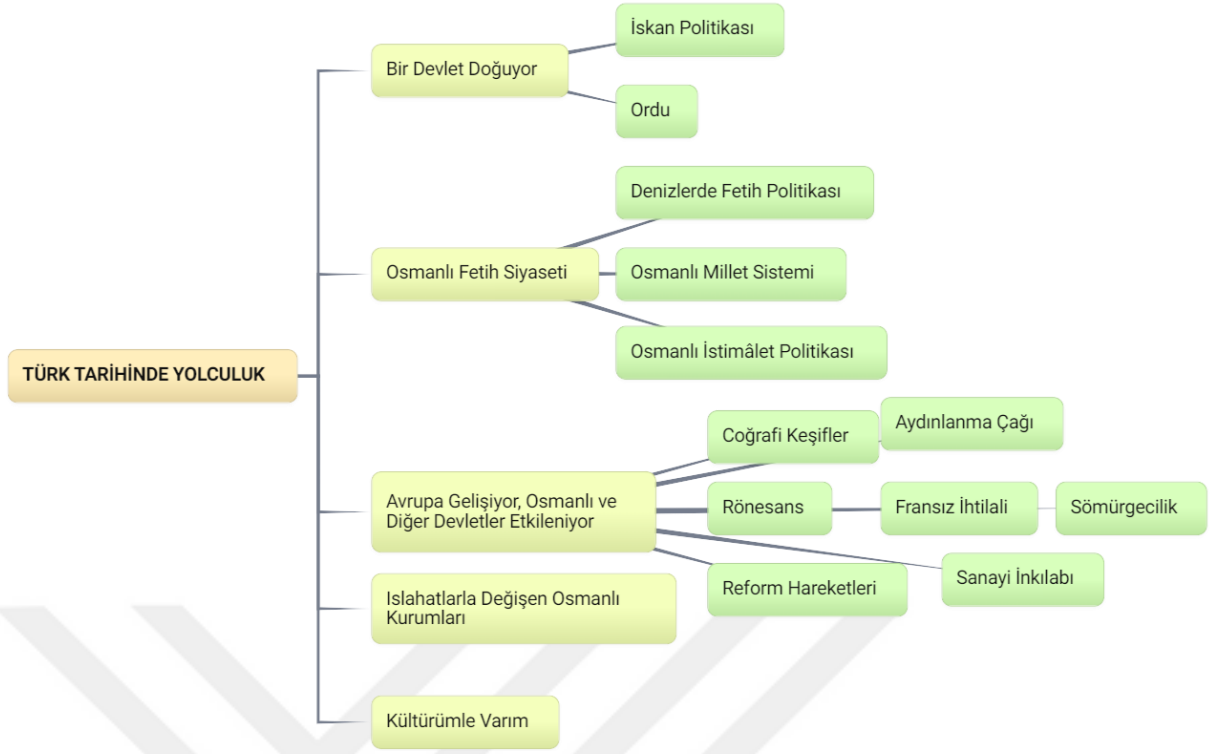 TÜRK TARİHİNDE YOLCULUK
Bir Devlet Doğuyor
İskan Politikası
Ordu
Osmanlı Fetih Siyaseti
Denizlerde Fetih Politikası
Osmanlı Millet Sistemi
Osmanlı İstimâlet Politikası
Avrupa Gelişiyor, Osmanlı ve
Diğer Devletler Etkileniyor
Coğrafi Keşifler
Aydınlanma Çağı
Rönesans
Fransız İhtilali
Sömürgecilik
Sanayi İnkılabı
Reform Hareketleri
Islahatlarla Değişen Osmanlı
Kurumları
Kültürümle Varım